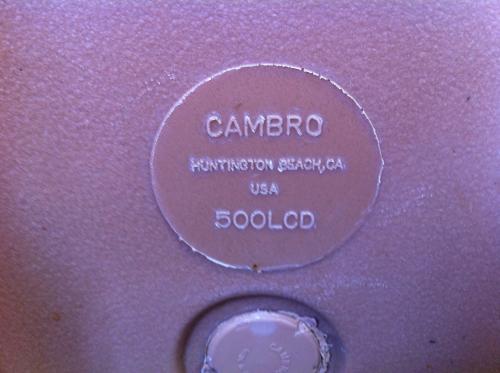 CAMBRO
HUNTINGTON BEACH, CA.
USA
500LCD